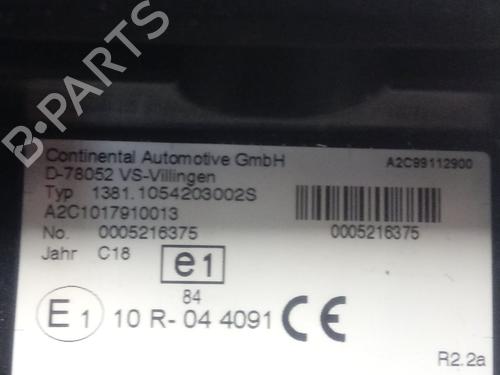 B-PARTS
Continental Automotive GmbH
A2C99112900
D-78052 VS-Villingen
Typ 1381.1054203002S
A2C1017910013
No. 0005216375
0005216375
Jahr C18
e1
84
E1 10 R-04 4091 CE
R2.2a